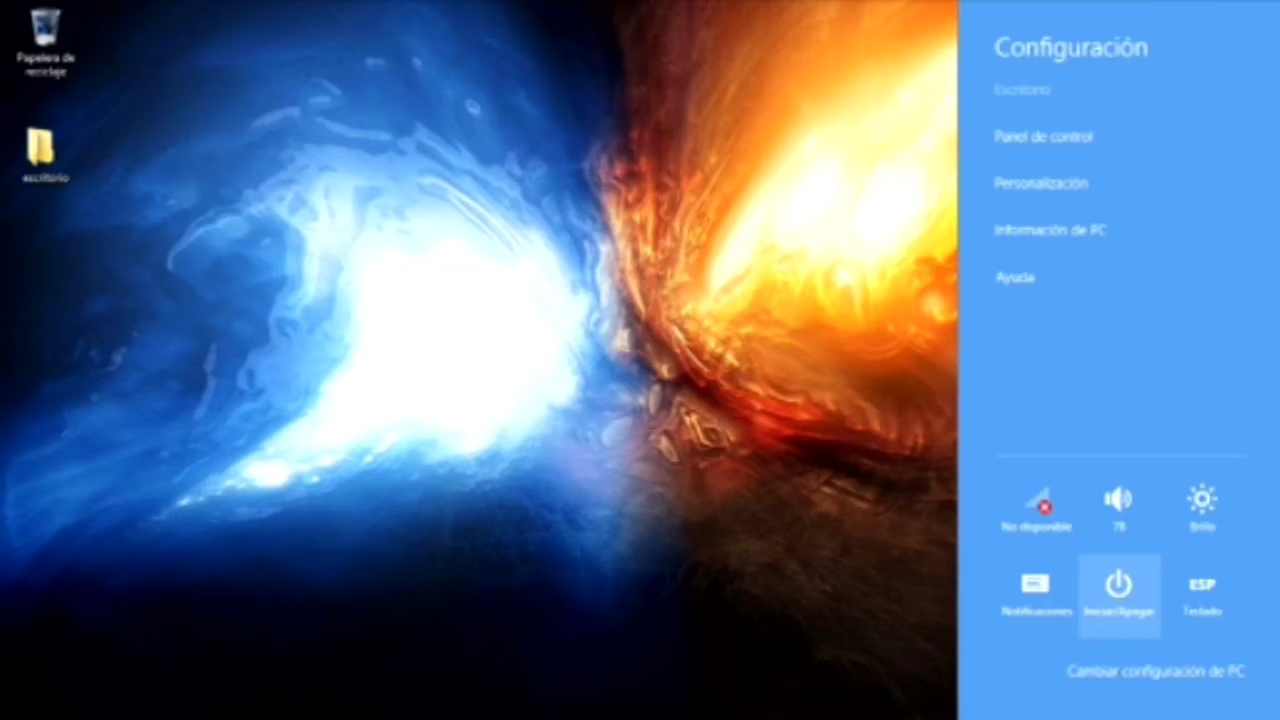 Papelera de
reciclaje
escritorio
Configuración
Escritorio
Panel de control
Personalización
Información de PC
Ayuda
No disponible
78
Brillo
Notificaciones
Iniciar/Apagar
ESP
Teclado
Cambiar configuración de PC